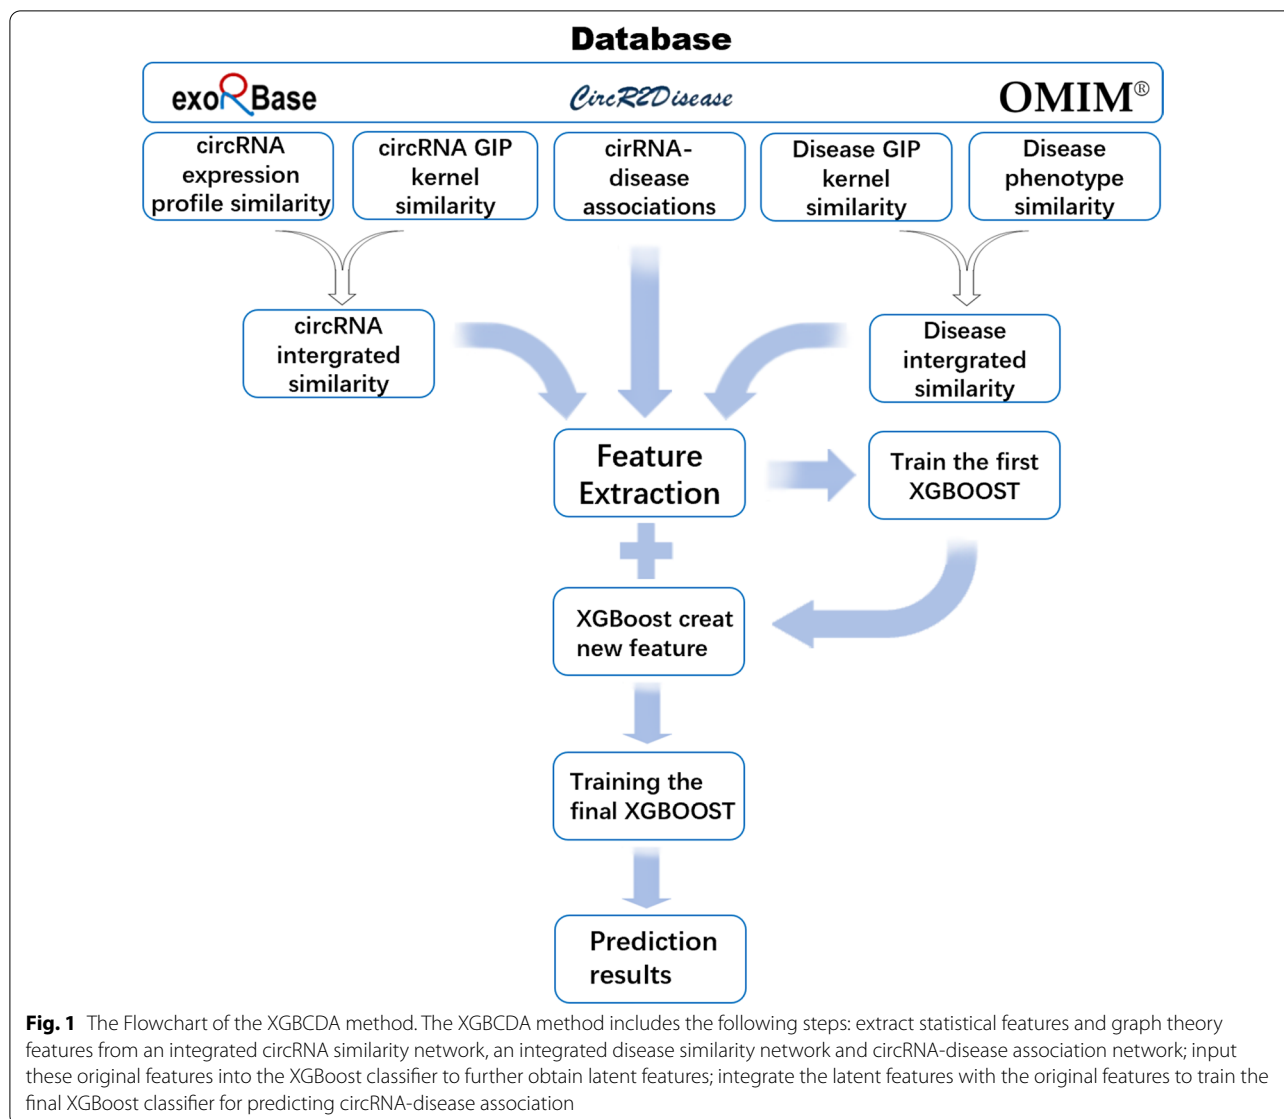 Database
exoRBase
CircR2Disease
OMIM®
circRNA
expression
profile similarity
circRNA GIP
kernel
similarity
cirRNA-
disease
associations
Disease GIP
kernel
similarity
Disease
phenotype
similarity
circRNA
intergrated
similarity
Disease
intergrated
similarity
Feature
Extraction
Train the first
XGBOOST
XGBoost creat
new feature
Training the
final XGBOOST
Prediction
results
Fig. 1 The Flowchart of the XGBCDA method. The XGBCDA method includes the following steps: extract statistical features and graph theory
features from an integrated circRNA similarity network, an integrated disease similarity network and circRNA-disease association network; input
these original features into the XGBoost classifier to further obtain latent features; integrate the latent features with the original features to train the
final XGBoost classifier for predicting circRNA-disease association